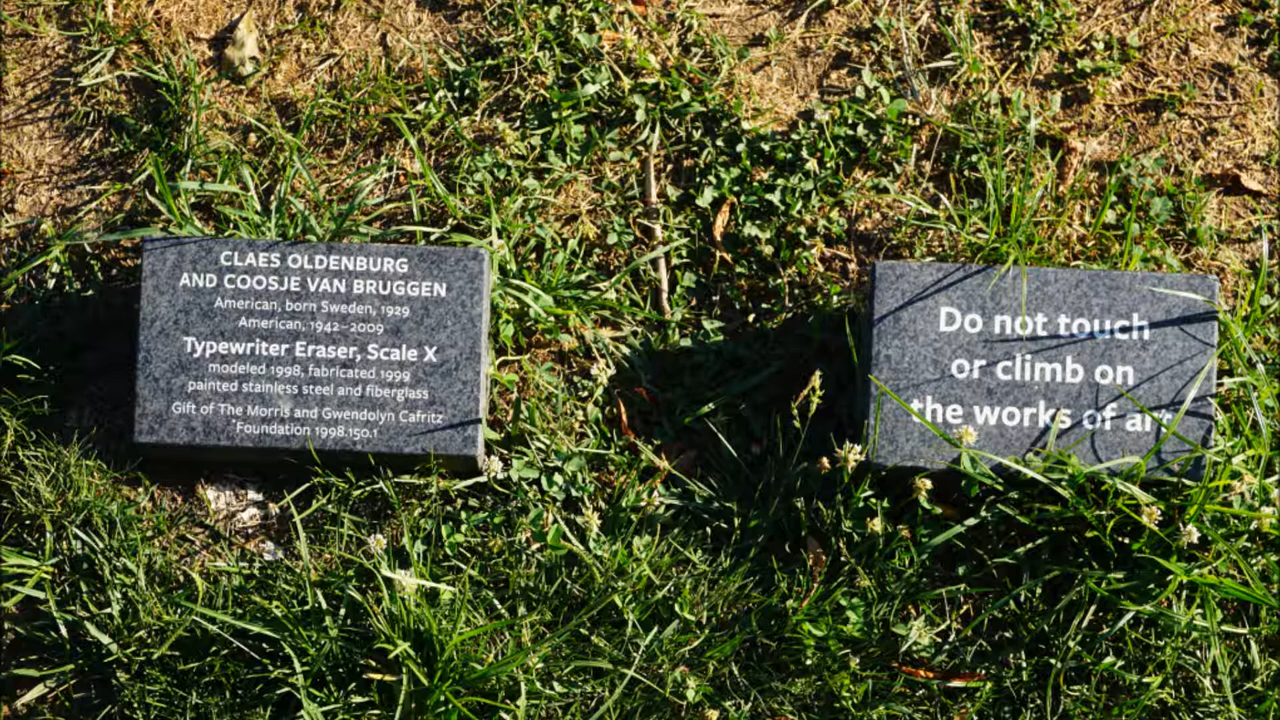 CLAES OLDENBURG
AND COOSJE VAN BRUGGEN
American, born Sweden, 1929
American, 1942–2009
Typewriter Eraser, Scale X
modeled 1998, fabricated 1999
painted stainless steel and fiberglass
Gift of The Morris and Gwendolyn Cafritz
Foundation 1998.150.1
Do not touch
or climb on
the works of art